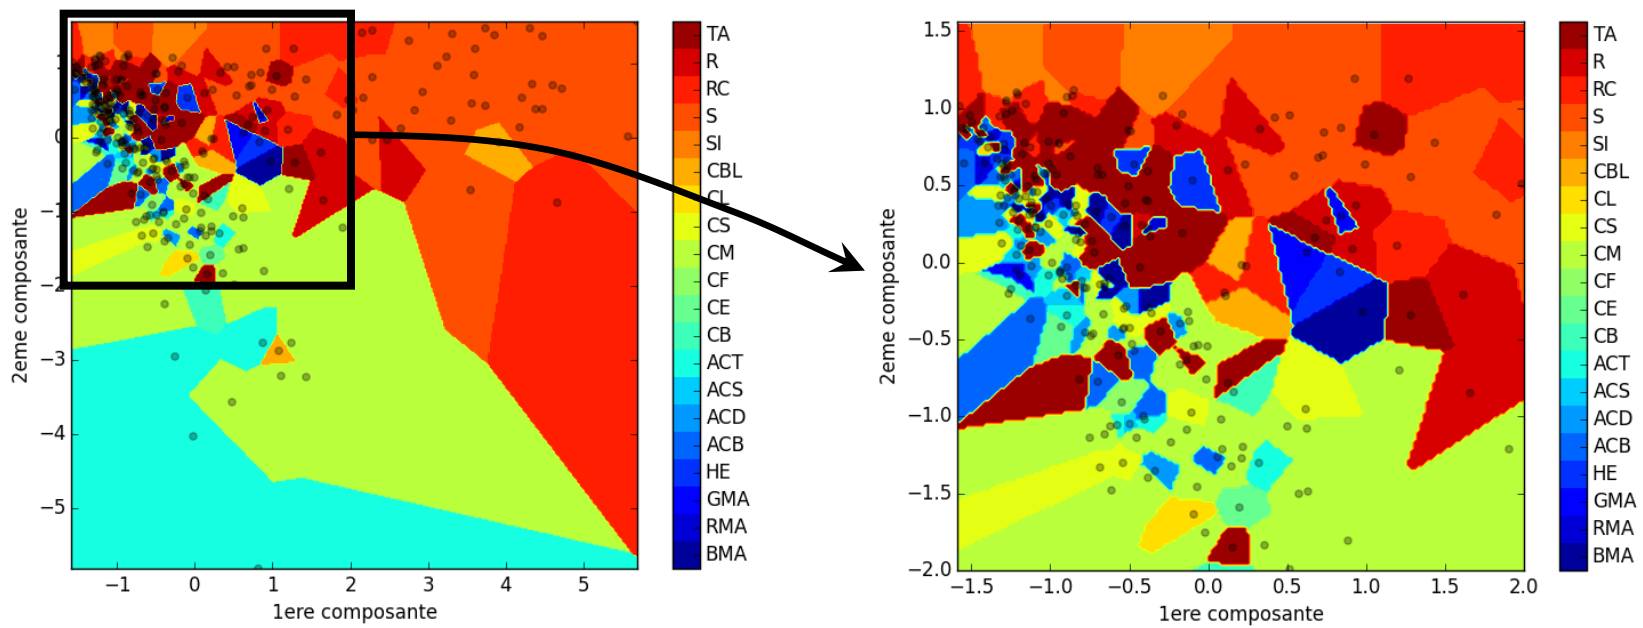 0
−1
−2
−3
−4
−5
−1
0
1
2
3
4
5
1ere composante
2eme composante
TA
R
RC
S
SI
CBL
CL
CS
CM
CF
CE
CB
ACT
ACS
ACD
ACB
HE
GMA
RMA
BMA
1.5
1.0
0.5
0.0
−0.5
−1.0
−1.5
−2.0
−1.5
−1.0
−0.5
0.0
0.5
1.0
1.5
2.0
1ere composante
2eme composante
TA
R
RC
S
SI
CBL
CL
CS
CM
CF
CE
CB
ACT
ACS
ACD
ACB
HE
GMA
RMA
BMA